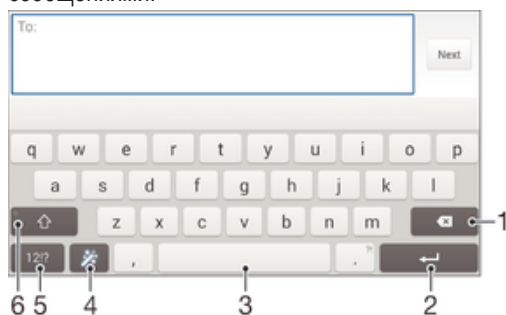 To:
Next
q w e r t y u i o p
a s d f g h j k l
z x c v b n m 1
12!? , . ?!
6 5 4 3 2